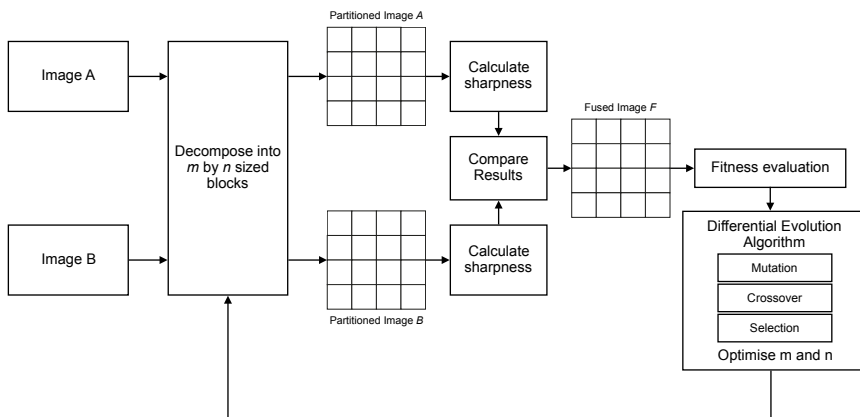 Partitioned Image A
Image A
Calculate
sharpness
Fused Image F
Decompose into
m by n sized
blocks
Compare
Results
Fitness evaluation
Image B
Calculate
sharpness
Partitioned Image B
Differential Evolution
Algorithm
Mutation
Crossover
Selection
Optimise m and n